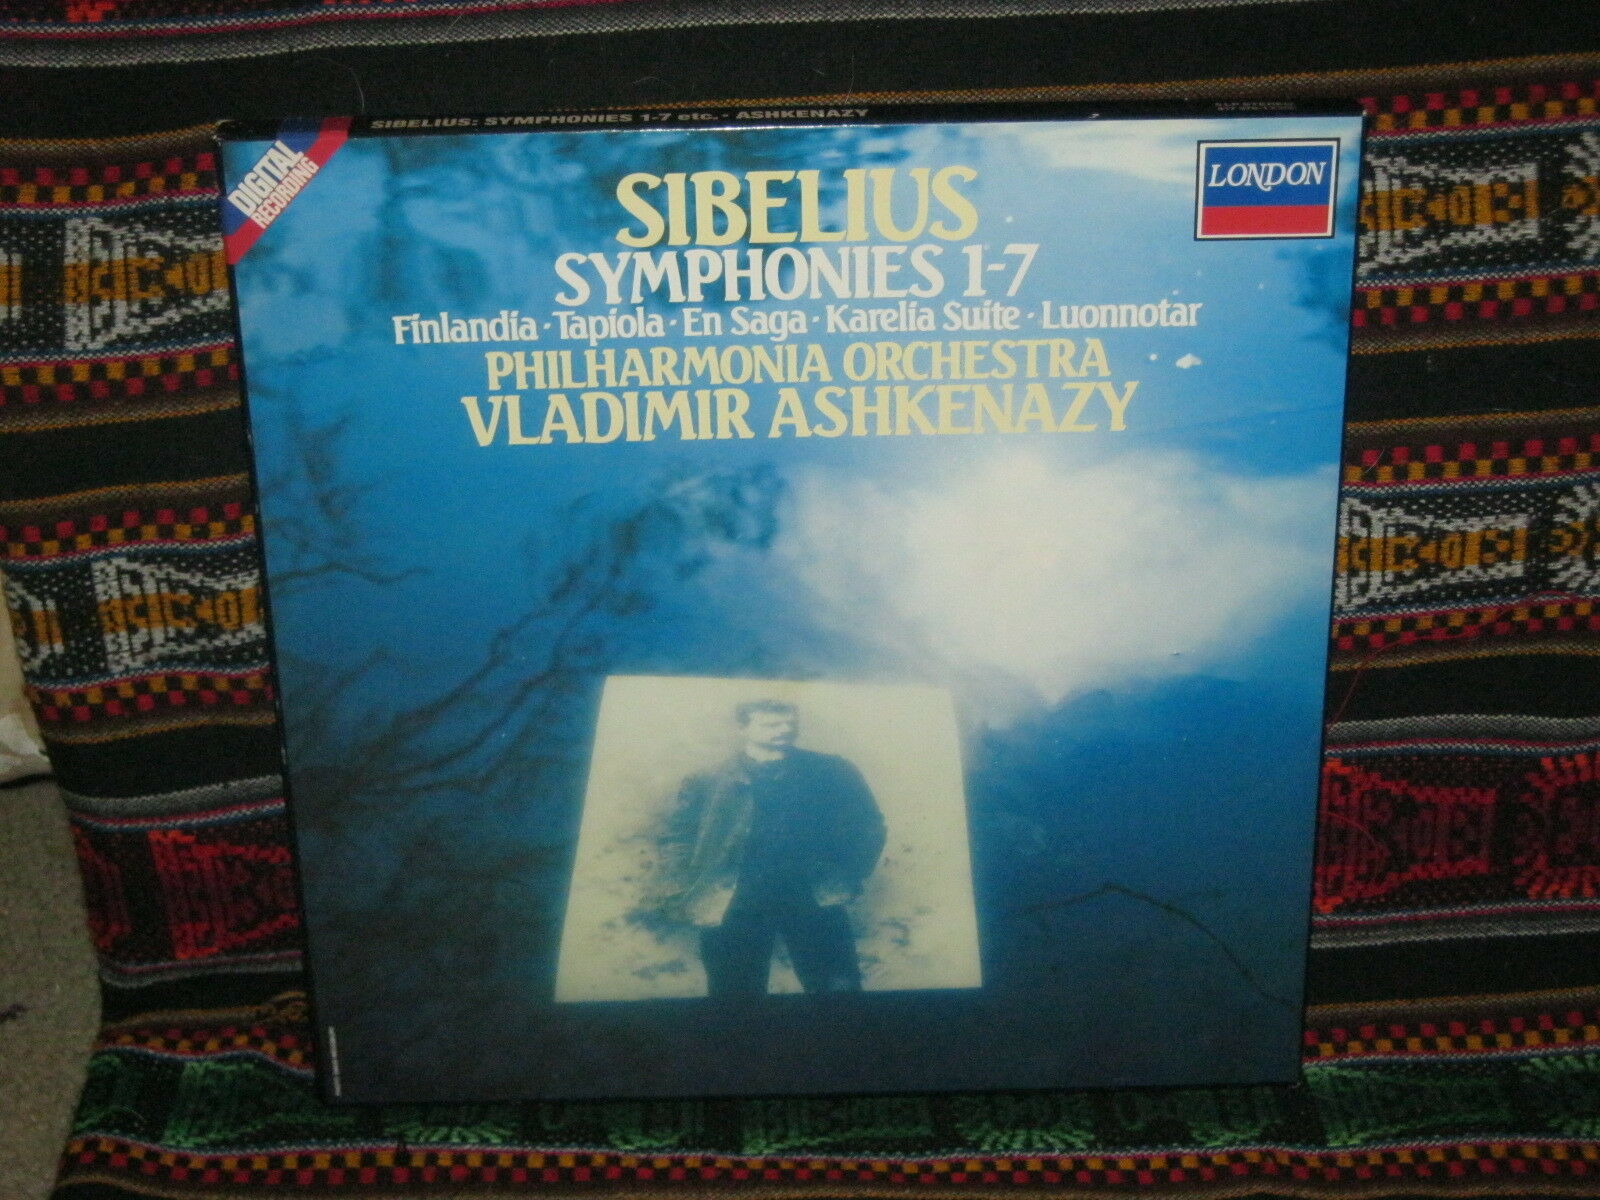 SIBELIUS: SYMPHONIES 1-7 etc. - ASHKENAZY
DIGITAL
RECORDING
LONDON
SIBELIUS
SYMPHONIES 1-7
Finlandia · Tapiola · En Saga · Karelia Suite · Luonnotar
PHILHARMONIA ORCHESTRA
VLADIMIR ASHKENAZY